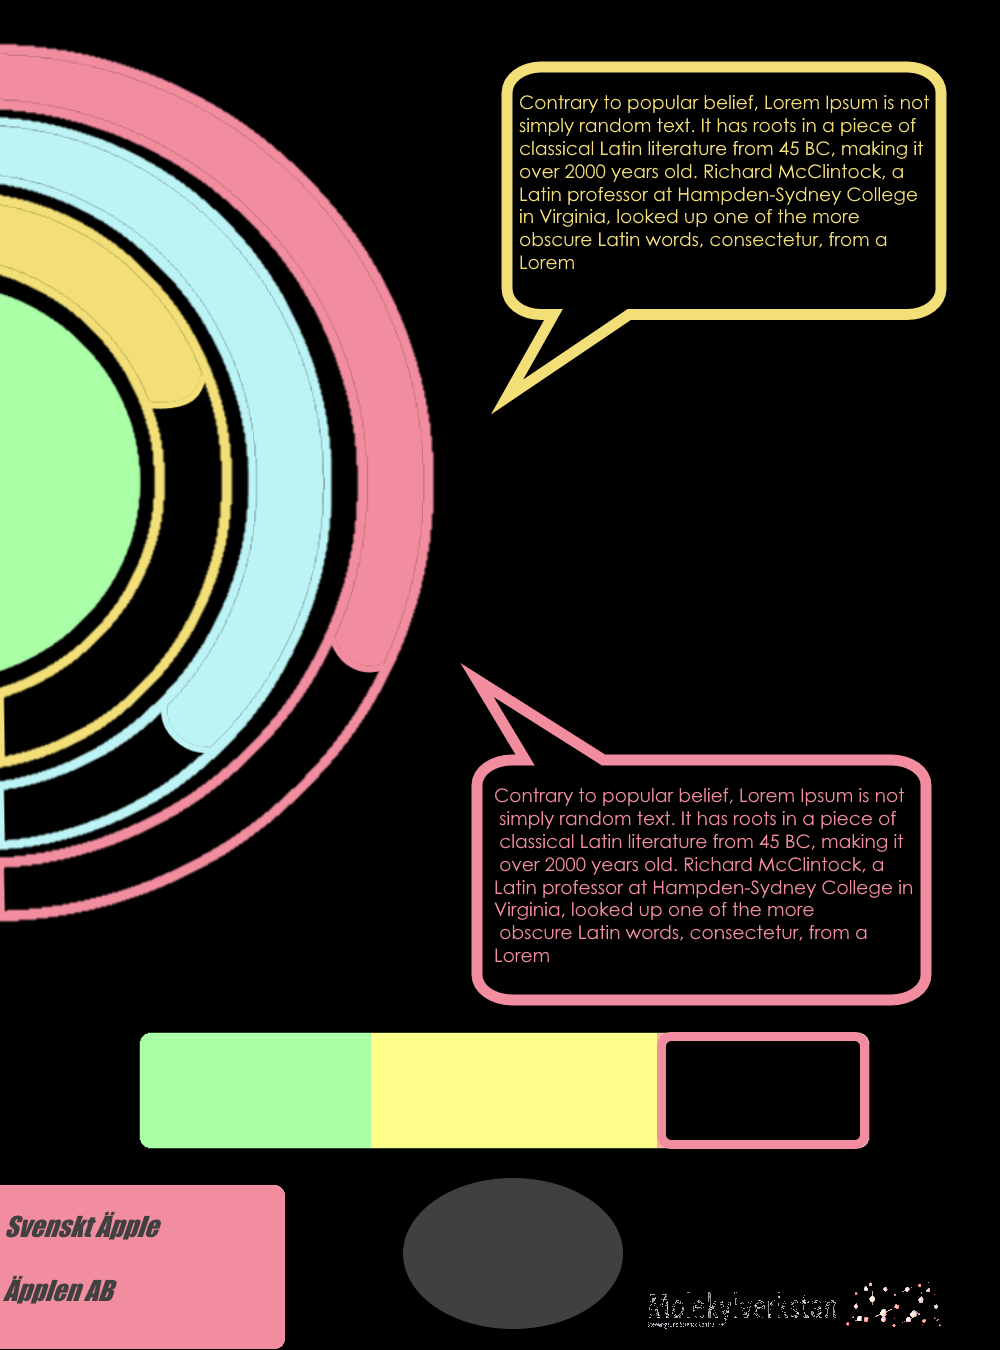 Contrary to popular belief, Lorem Ipsum is not
simply random text. It has roots in a piece of
classical Latin literature from 45 BC, making it
over 2000 years old. Richard McClintock, a
Latin professor at Hampden-Sydney College
in Virginia, looked up one of the more
obscure Latin words, consectetur, from a
Lorem
Contrary to popular belief, Lorem Ipsum is not
simply random text. It has roots in a piece of
classical Latin literature from 45 BC, making it
over 2000 years old. Richard McClintock, a
Latin professor at Hampden-Sydney College in
Virginia, looked up one of the more
obscure Latin words, consectetur, from a
Lorem
Svenskt Äpple
Äpplen AB
Molekylverkstan